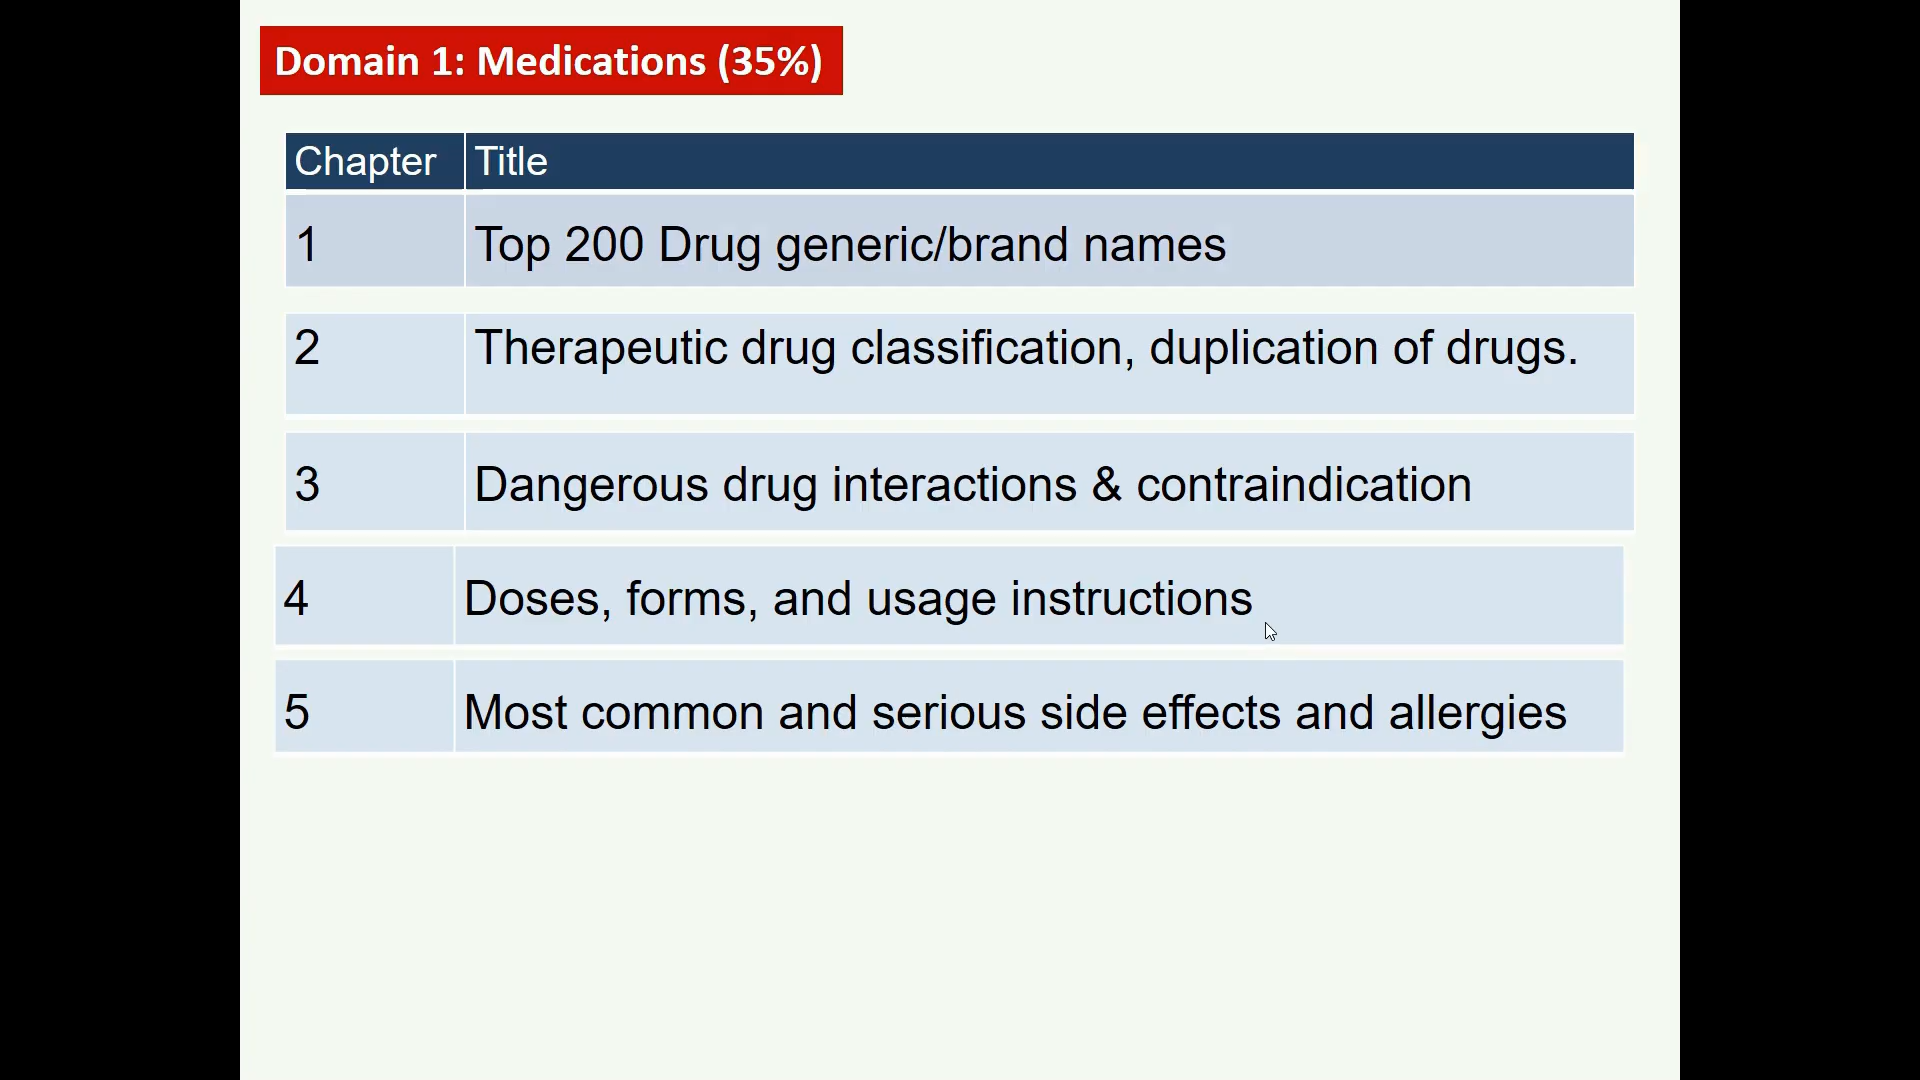 Domain 1: Medications (35%)
Chapter Title
1 Top 200 Drug generic/brand names
2 Therapeutic drug classification, duplication of drugs.
3 Dangerous drug interactions & contraindication
4 Doses, forms, and usage instructions
5 Most common and serious side effects and allergies